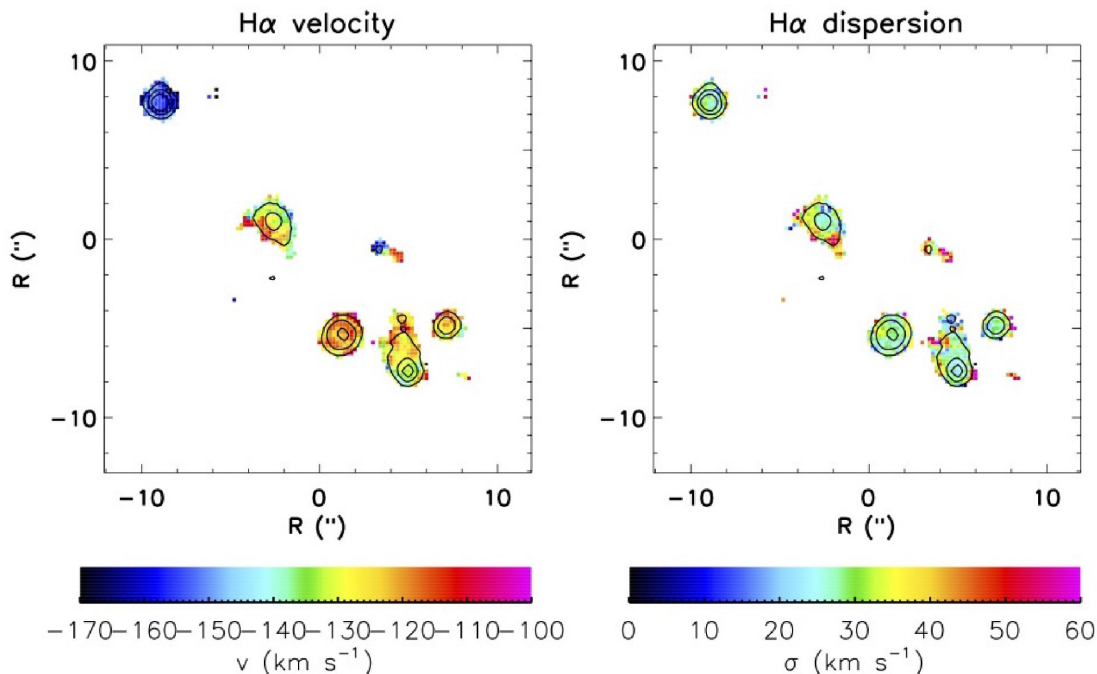 Hα velocity
Hα dispersion
10
0
-10
R (")
-10 0 10
R (")
10
0
-10
R (")
-10 0 10
R (")
-170-160-150-140-130-120-110-100
v (km s⁻¹)
0 10 20 30 40 50 60
σ (km s⁻¹)